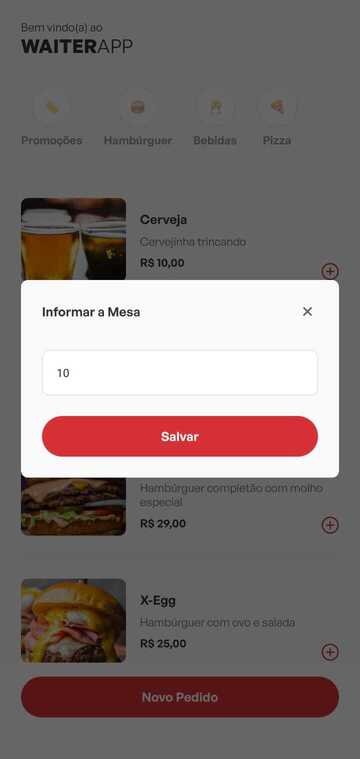 Bem vindo(a) ao
WAITERAPP
Promoções Hambúrguer Bebidas Pizza
Cerveja
Cervejinha trincando
R$ 10,00
Informar a Mesa
10
Salvar
Hambúrguer completão com molho
especial
R$ 29,00
X-Egg
Hambúrguer com ovo e salada
R$ 25,00
Novo Pedido